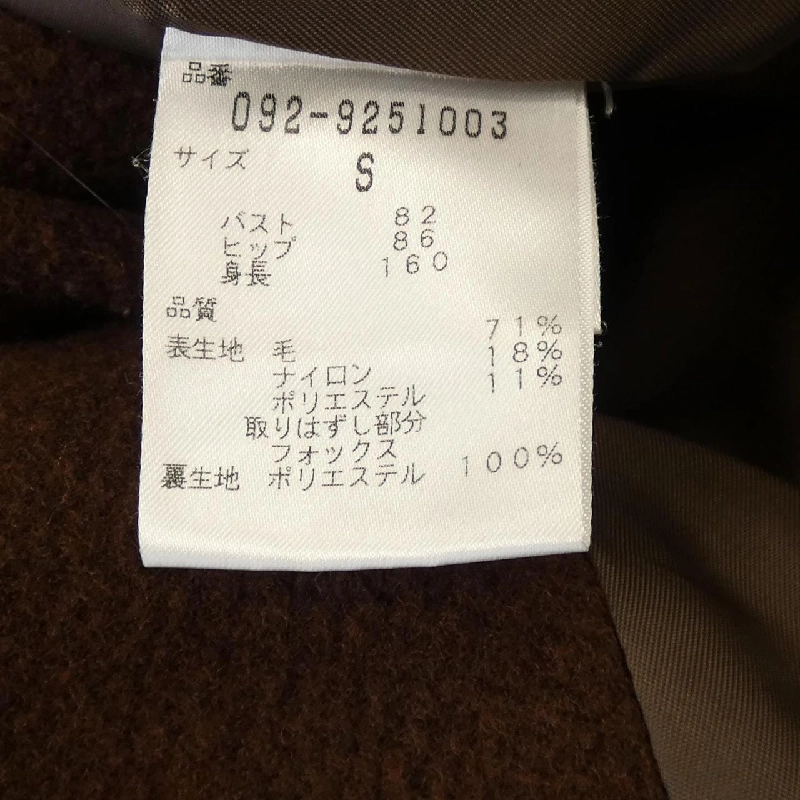 品番
092-9251003
サイズ
S
バスト 82
ヒップ 86
身長 160
品質
表生地 毛 71%
ナイロン 18%
ポリエステル 11%
取りはずし部分
フォックス
裏生地 ポリエステル 100%